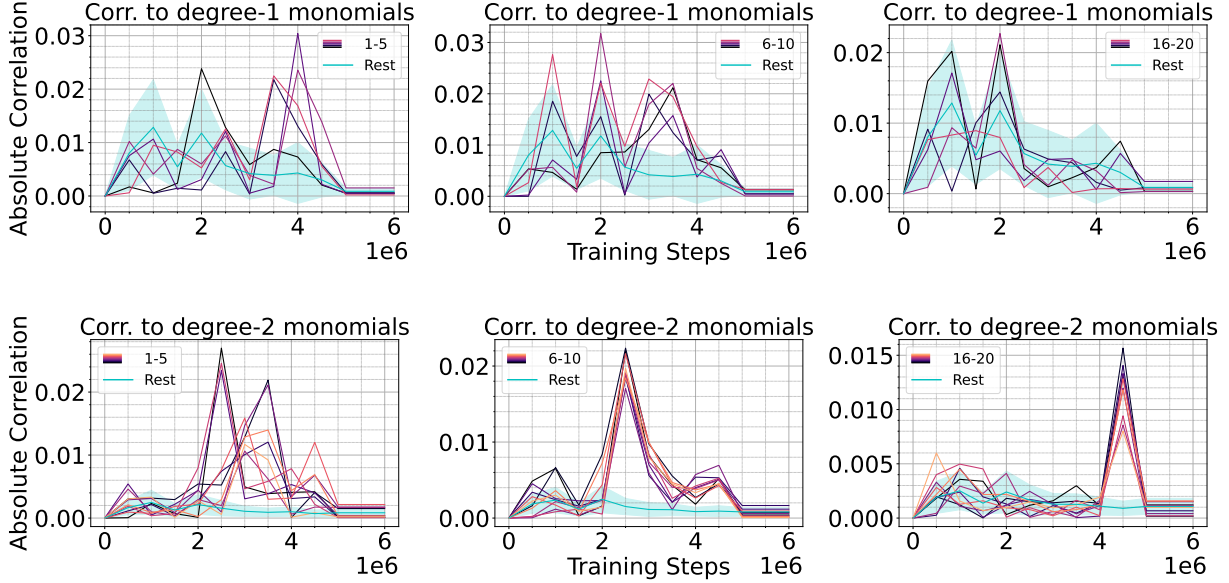 Corr. to degree-1 monomials
Corr. to degree-1 monomials
Corr. to degree-1 monomials
Absolute Correlation
0.03
0.02
0.01
0.00
1-5
Rest
0 2 4 6
1e6
0.03
0.02
0.01
0.00
6-10
Rest
0 2 4 6
Training Steps
1e6
0.02
0.01
0.00
16-20
Rest
0 2 4 6
1e6
Corr. to degree-2 monomials
Corr. to degree-2 monomials
Corr. to degree-2 monomials
Absolute Correlation
0.02
0.01
0.00
1-5
Rest
0 2 4 6
1e6
0.02
0.01
0.00
6-10
Rest
0 2 4 6
Training Steps
1e6
0.015
0.010
0.005
0.000
16-20
Rest
0 2 4 6
1e6